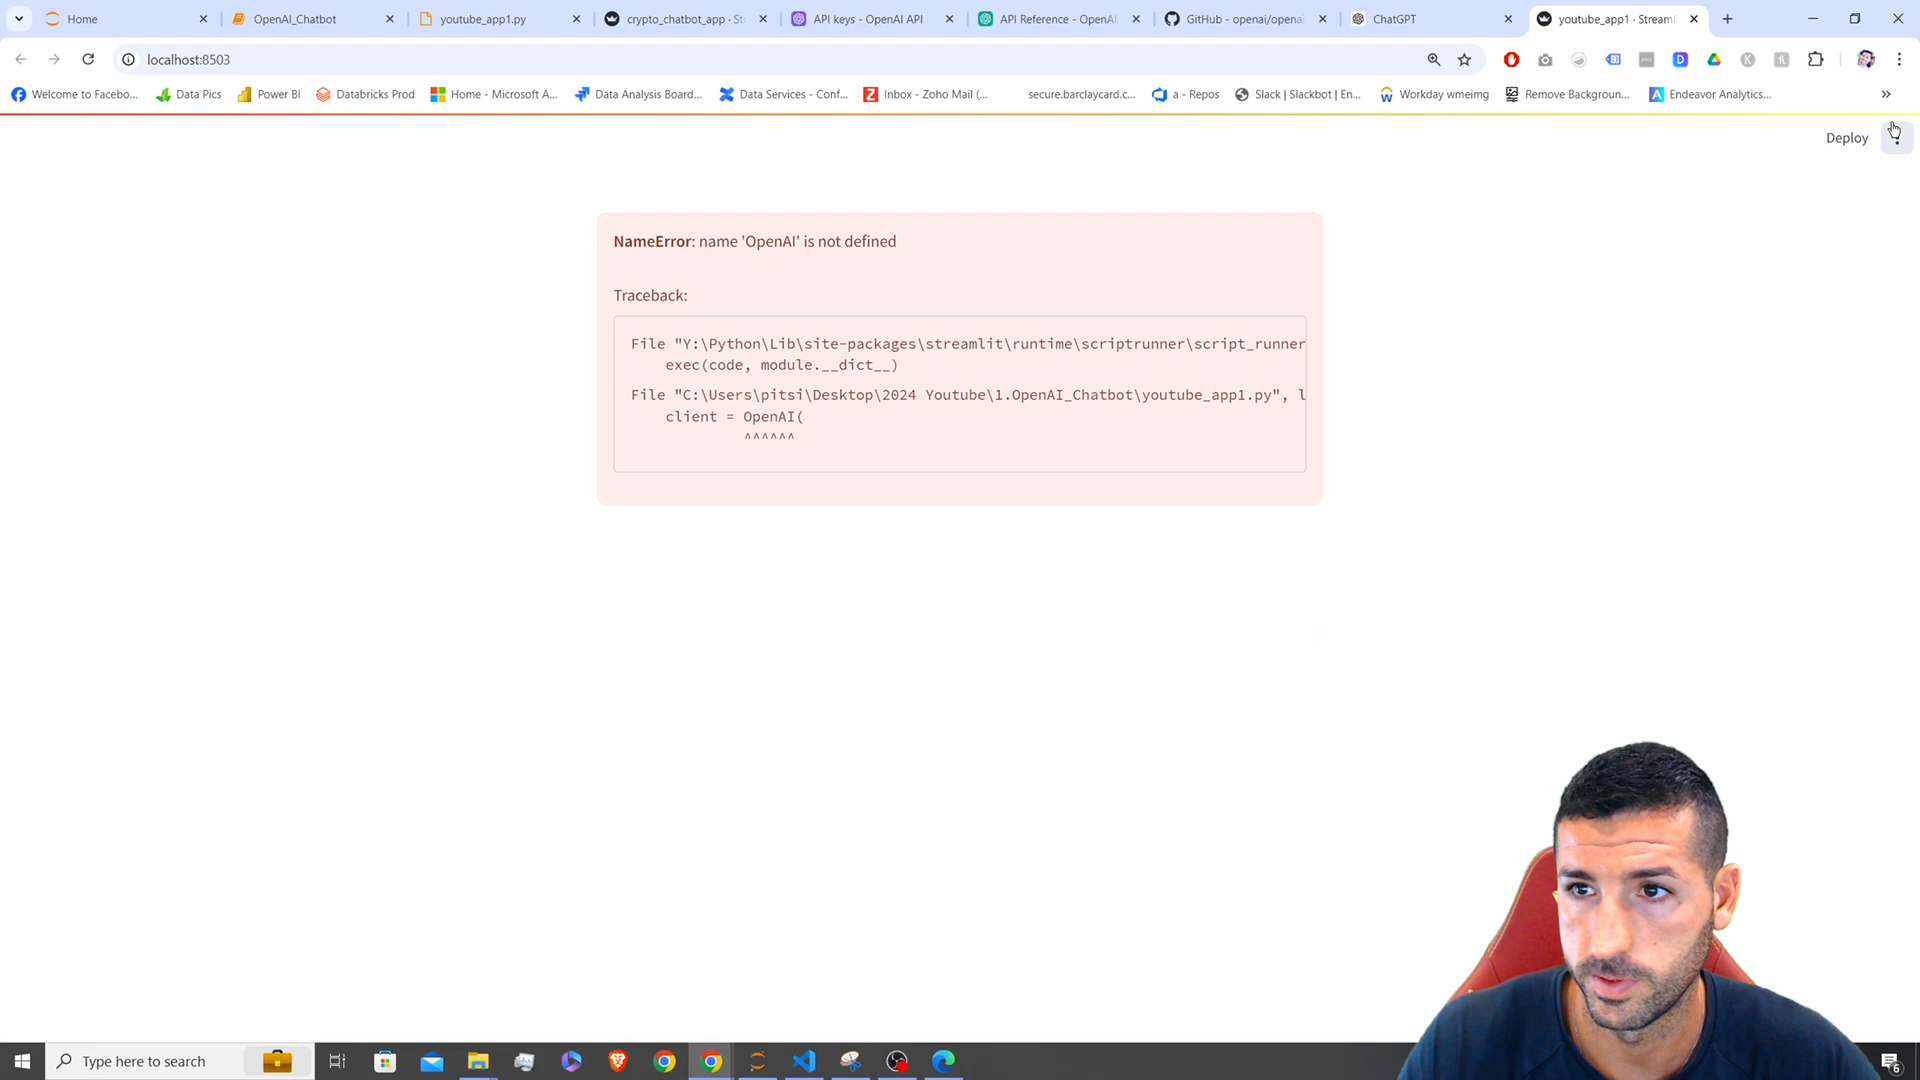 Home
OpenAI_Chatbot
youtube_app1.py
crypto_chatbot_app · St
API keys - OpenAI API
API Reference - OpenAI
GitHub - openai/openai
ChatGPT
youtube_app1 · Streaml
localhost:8503
Welcome to Facebo...
Data Pics
Power BI
Databricks Prod
Home - Microsoft A...
Data Analysis Board...
Data Services - Conf...
Inbox - Zoho Mail (...
secure.barclaycard.c...
a - Repos
Slack | Slackbot | En...
Workday wmeimg
Remove Backgroun...
Endeavor Analytics...
Deploy
NameError: name 'OpenAI' is not defined
Traceback:
File "Y:\Python\Lib\site-packages\streamlit\runtime\scriptrunner\script_runner
exec(code, module.__dict__)
File "C:\Users\pitsi\Desktop\2024 Youtube\1.OpenAI_Chatbot\youtube_app1.py", l
client = OpenAI(
^^^^^^
Type here to search
6